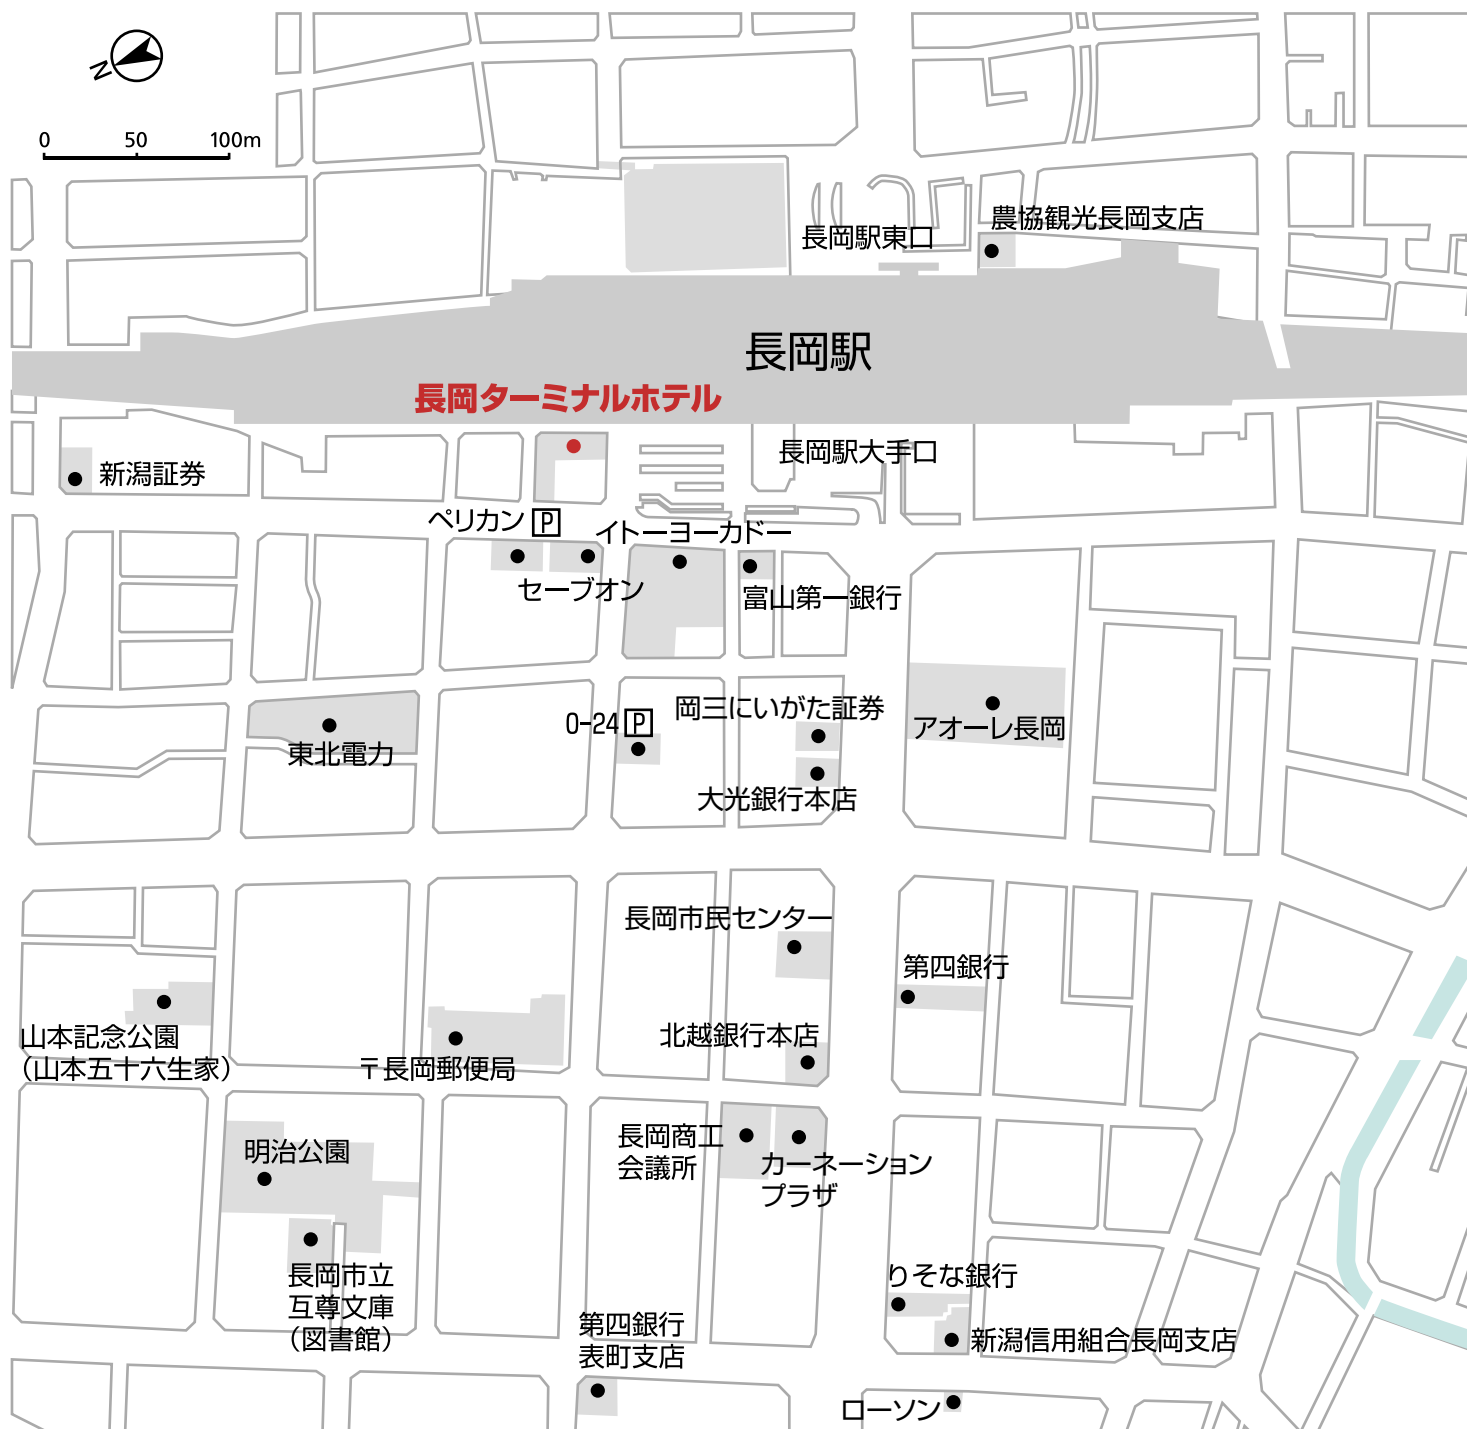 N
0 50 100m
農協観光長岡支店
長岡駅東口
長岡駅
長岡ターミナルホテル
長岡駅大手口
新潟証券
ペリカン P
イトーヨーカドー
セーブオン
富山第一銀行
岡三にいがた証券
0-24 P
アオーレ長岡
東北電力
大光銀行本店
長岡市民センター
第四銀行
山本記念公園
（山本五十六生家）
北越銀行本店
〒長岡郵便局
長岡商工
会議所
明治公園
カーネーション
プラザ
長岡市立
互尊文庫
（図書館）
りそな銀行
第四銀行
表町支店
新潟信用組合長岡支店
ローソン